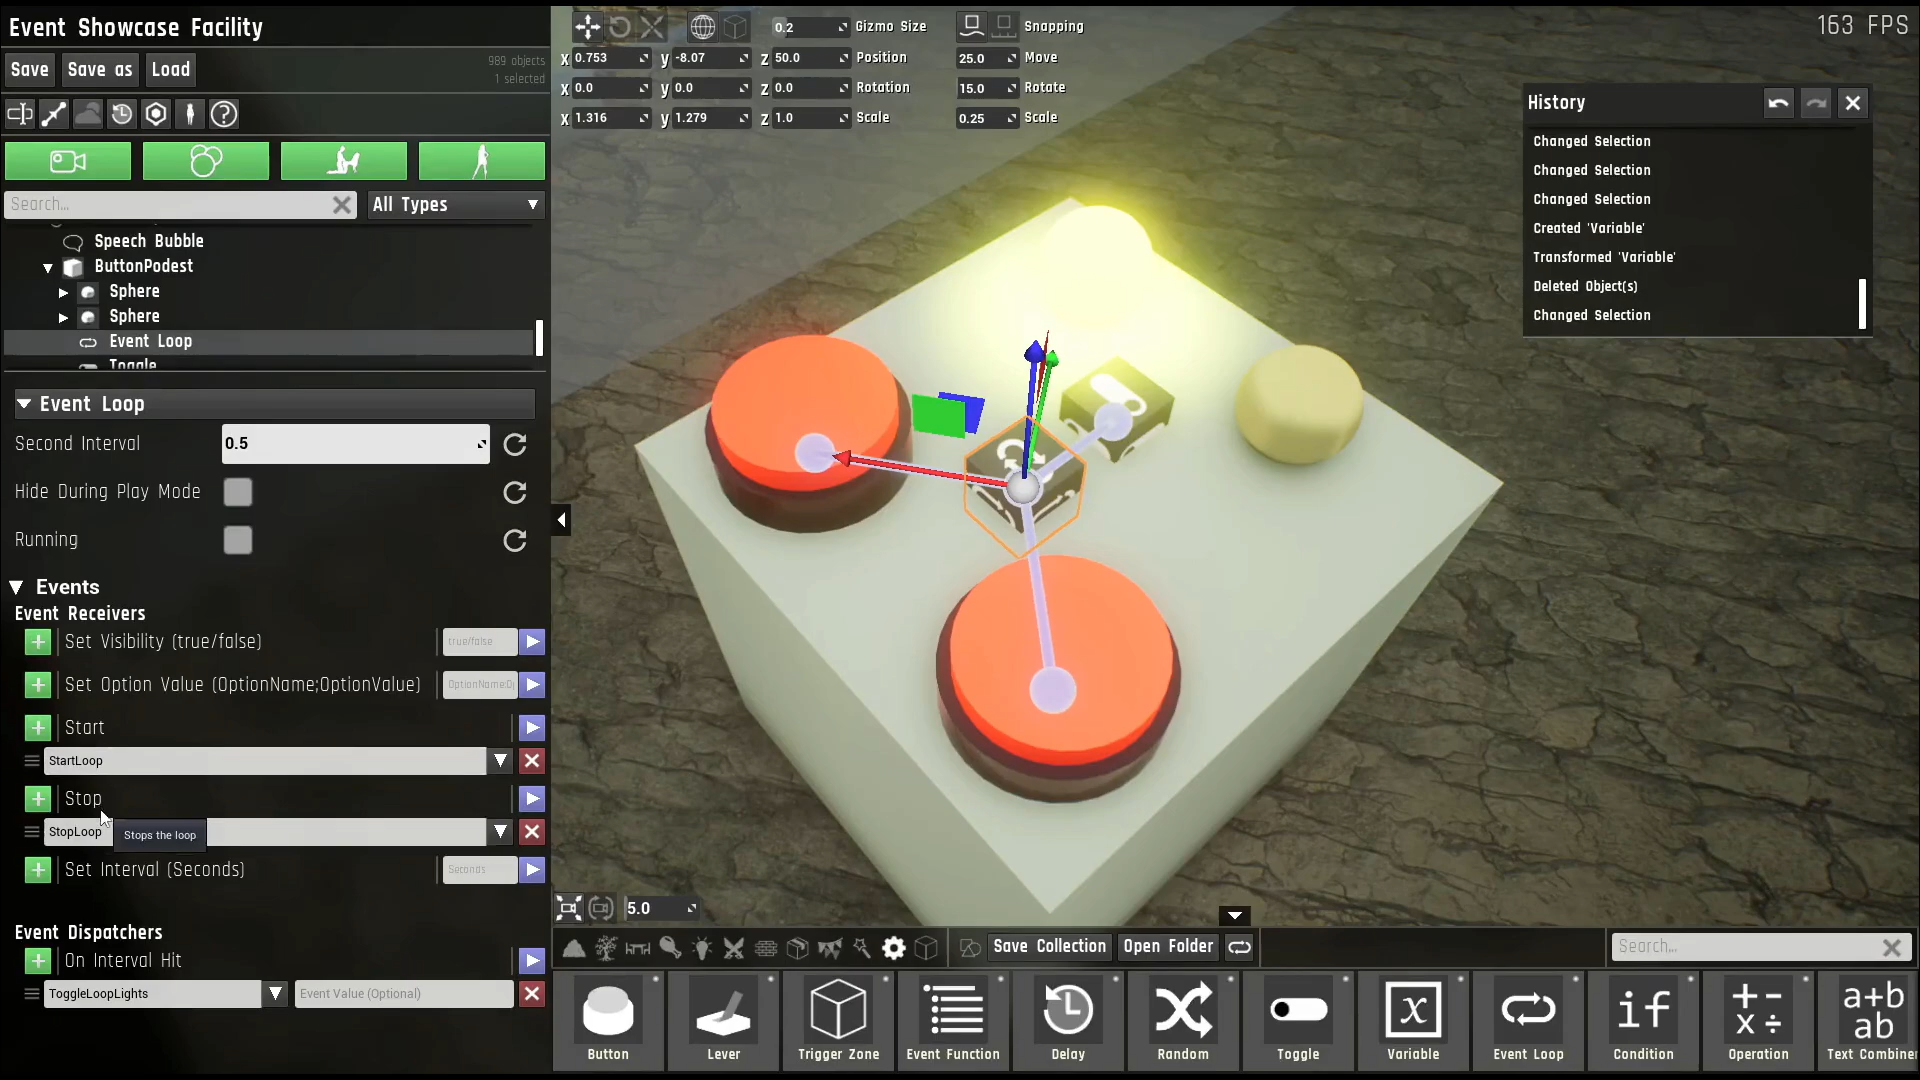 Event Showcase Facility
Save
Save as
Load
989 objects
1 selected
Search...
All Types
Speech Bubble
ButtonPodest
Sphere
Sphere
Event Loop
Toggle
Event Loop
Second Interval
0.5
Hide During Play Mode
Running
Events
Event Receivers
Set Visibility (true/false)
true/false
Set Option Value (OptionName;OptionValue)
Start
StartLoop
Stop
StopLoop
Stops the loop
Set Interval (Seconds)
Seconds
Event Dispatchers
On Interval Hit
ToggleLoopLights
Event Value (Optional)
0.2
Gizmo Size
Snapping
x 0.753 y -8.07 z 50.0 Position
25.0 Move
0.0 y 0.0 z 0.0 Rotation
15.0 Rotate
x 1.316 y 1.279 z 1.0 Scale
0.25 Scale
163 FPS
History
Changed Selection
Changed Selection
Changed Selection
Created 'Variable'
Transformed 'Variable'
Deleted Object(s)
Changed Selection
5.0
Save Collection
Open Folder
Search...
Button
Lever
Trigger Zone
Event Function
Delay
Random
Toggle
x
Variable
Event Loop
if
Condition
+ -
x ÷
Operation
a+b
ab
Text Combiner